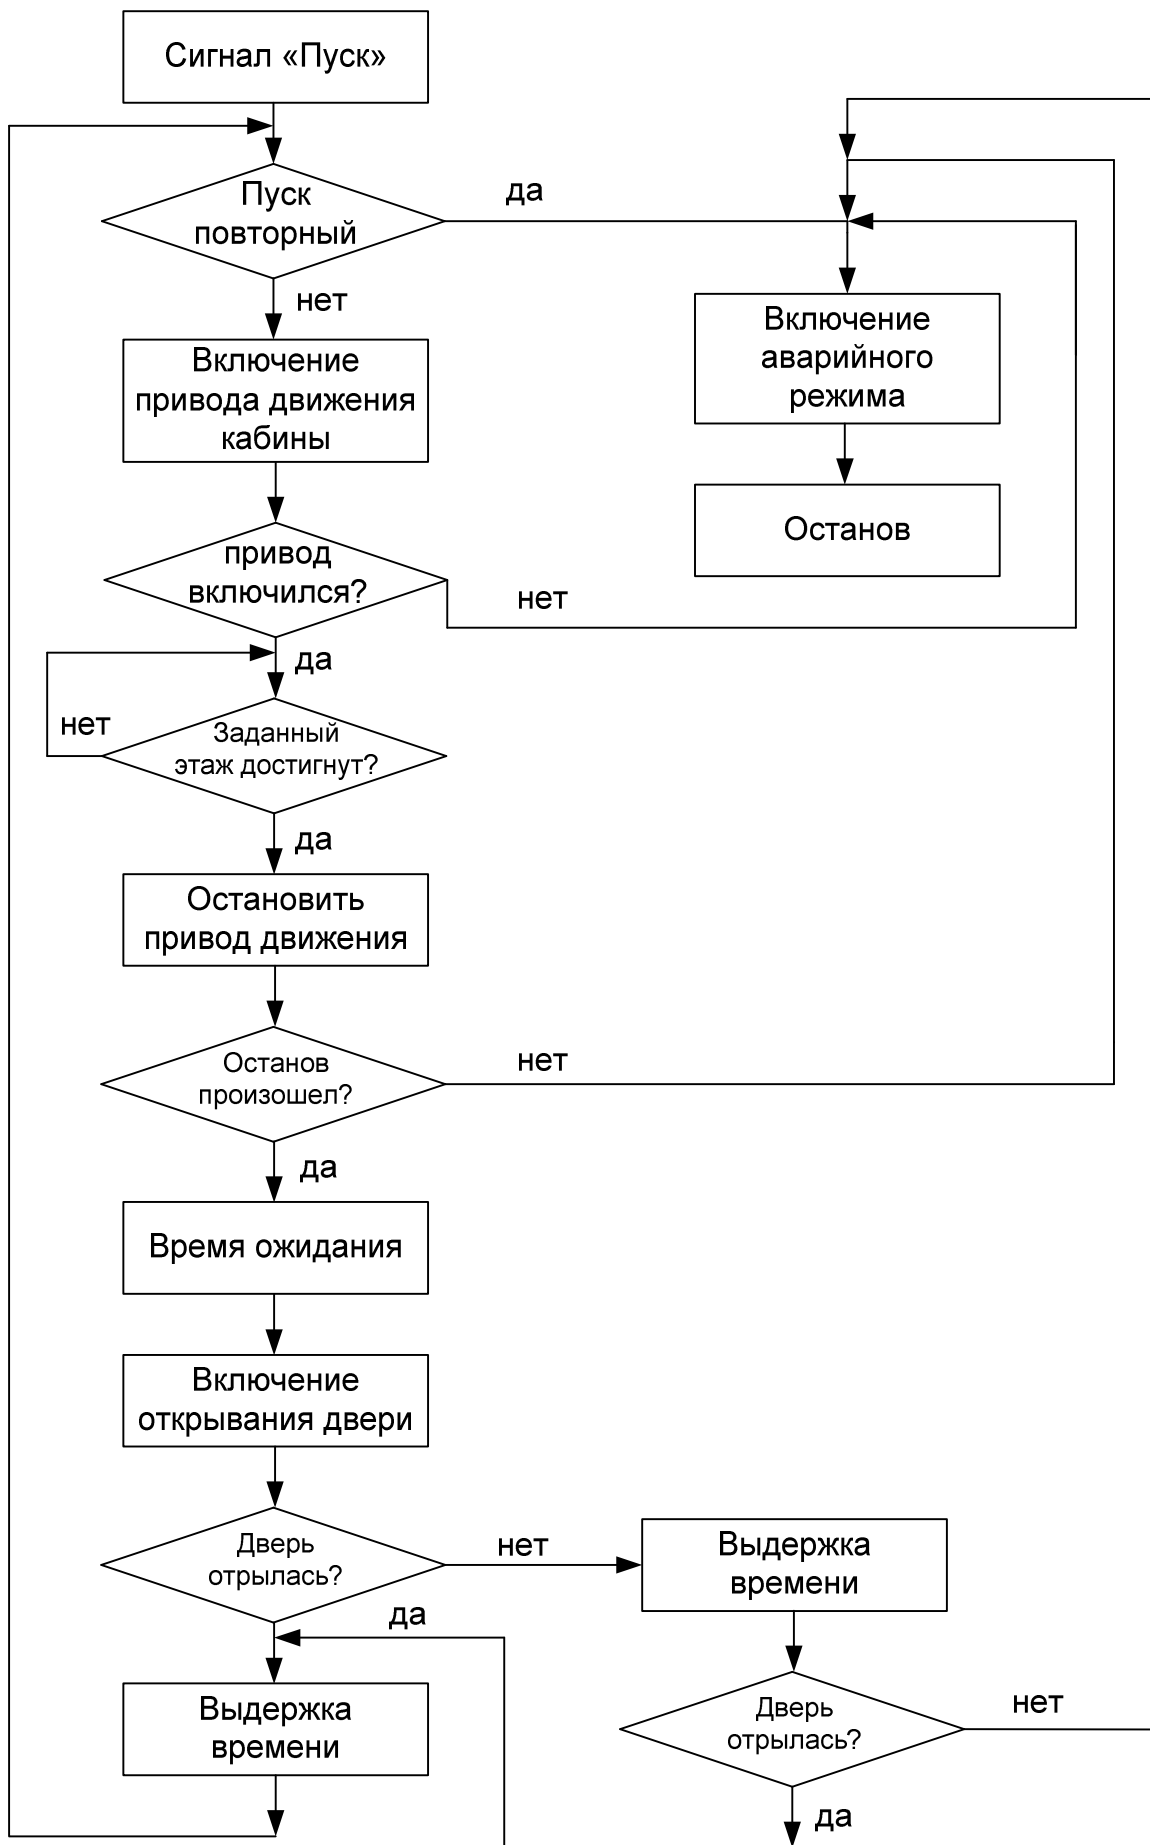 Сигнал «Пуск»
Пуск
повторный
да
нет
Включение
привода движения
кабины
Включение
аварийного
режима
Останов
привод
включился?
нет
да
нет
Заданный
этаж достигнут?
да
Остановить
привод движения
Останов
произошел?
нет
да
Время ожидания
Включение
открывания двери
Дверь
отрылась?
нет
Выдержка
времени
да
Выдержка
времени
Дверь
отрылась?
нет
да